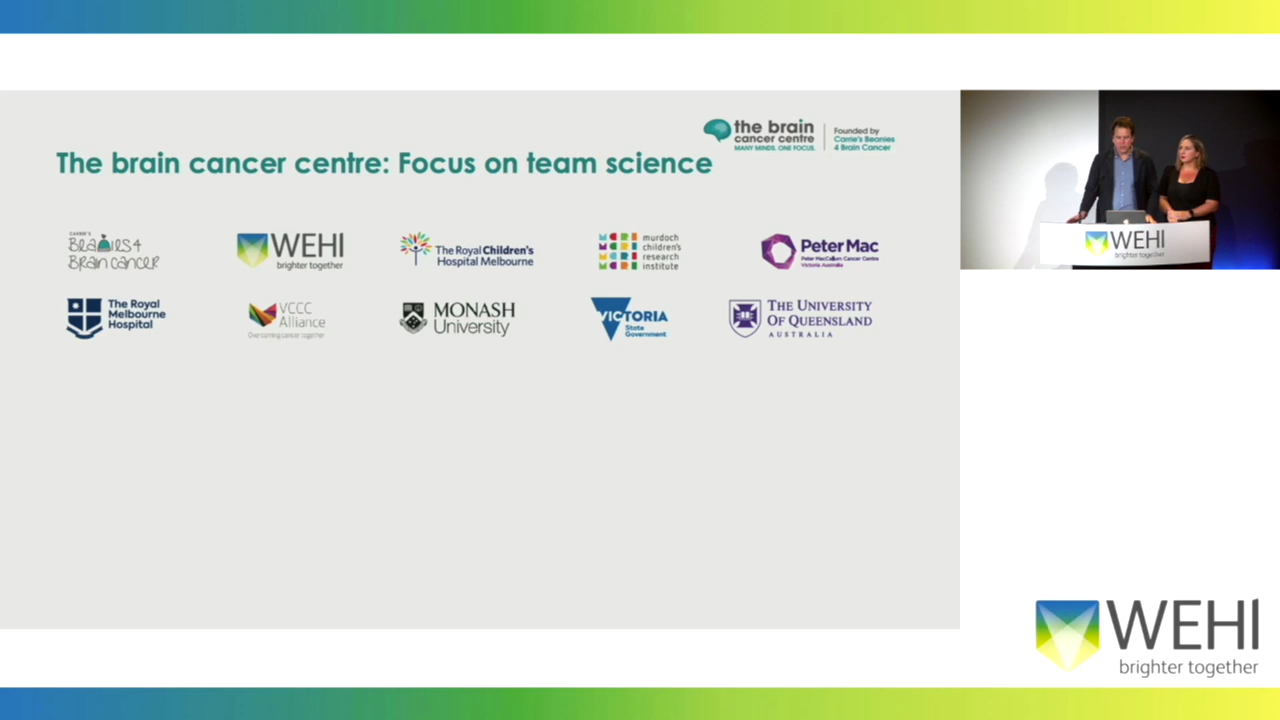 the brain
cancer centre
MANY MINDS. ONE FOCUS.
Founded by
Carrie's Beanies
4 Brain Cancer
The brain cancer centre: Focus on team science
CARRIE'S
BEANIES 4
BRAIN CANCER
WEHI
brighter together
The Royal Children's
Hospital Melbourne
murdoch
children's
research
institute
Peter Mac
Peter MacCallum Cancer Centre
Victoria Australia
The Royal
Melbourne
Hospital
VCCC
Alliance
Overcoming cancer together
MONASH
University
VICTORIA
State
Government
THE UNIVERSITY
OF QUEENSLAND
AUSTRALIA
WEHI
brighter together
WEHI
brighter together